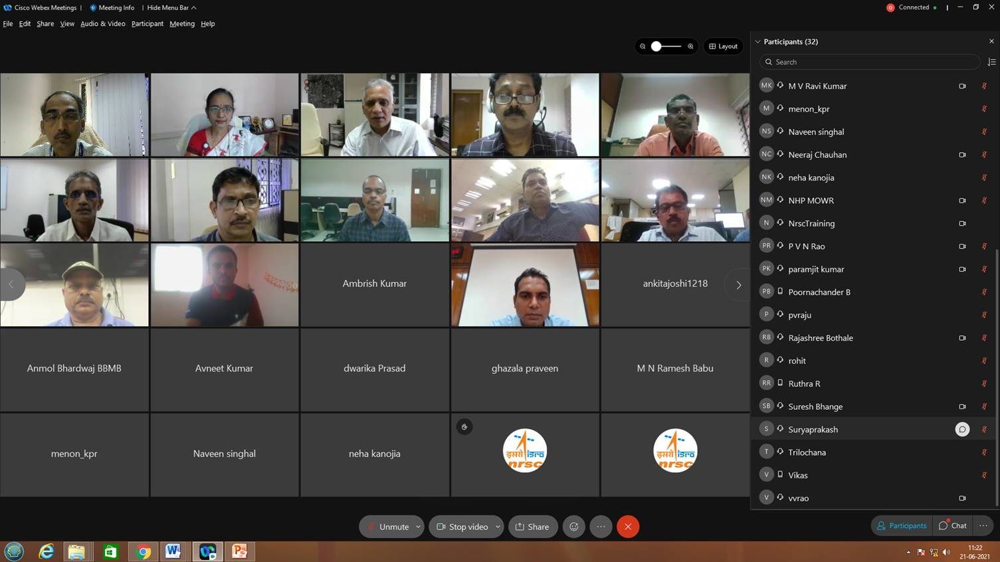 Cisco Webex Meetings | Meeting Info | Hide Menu Bar
Connected
File Edit Share View Audio & Video Participant Meeting Help
Layout
Participants (32)
Search
MK M V Ravi Kumar
M menon_kpr
NS Naveen singhal
NC Neeraj Chauhan
NK neha kanojia
NM NHP MOWR
N NrscTraining
PR P V N Rao
PK paramjit kumar
PB Poornachander B
P pvraju
RB Rajashree Bothale
R rohit
RR Ruthra R
SB Suresh Bhange
S Suryaprakash
T Trilochana
V Vikas
V vvrao
Ambrish Kumar
ankitajoshi1218
Anmol Bhardwaj BBMB
Avneet Kumar
dwarika Prasad
ghazala praveen
M N Ramesh Babu
menon_kpr
Naveen singhal
neha kanojia
इसरो isro
nrsc
इसरो isro
nrsc
Unmute
Stop video
Share
Participants
Chat
11:22
21-06-2021